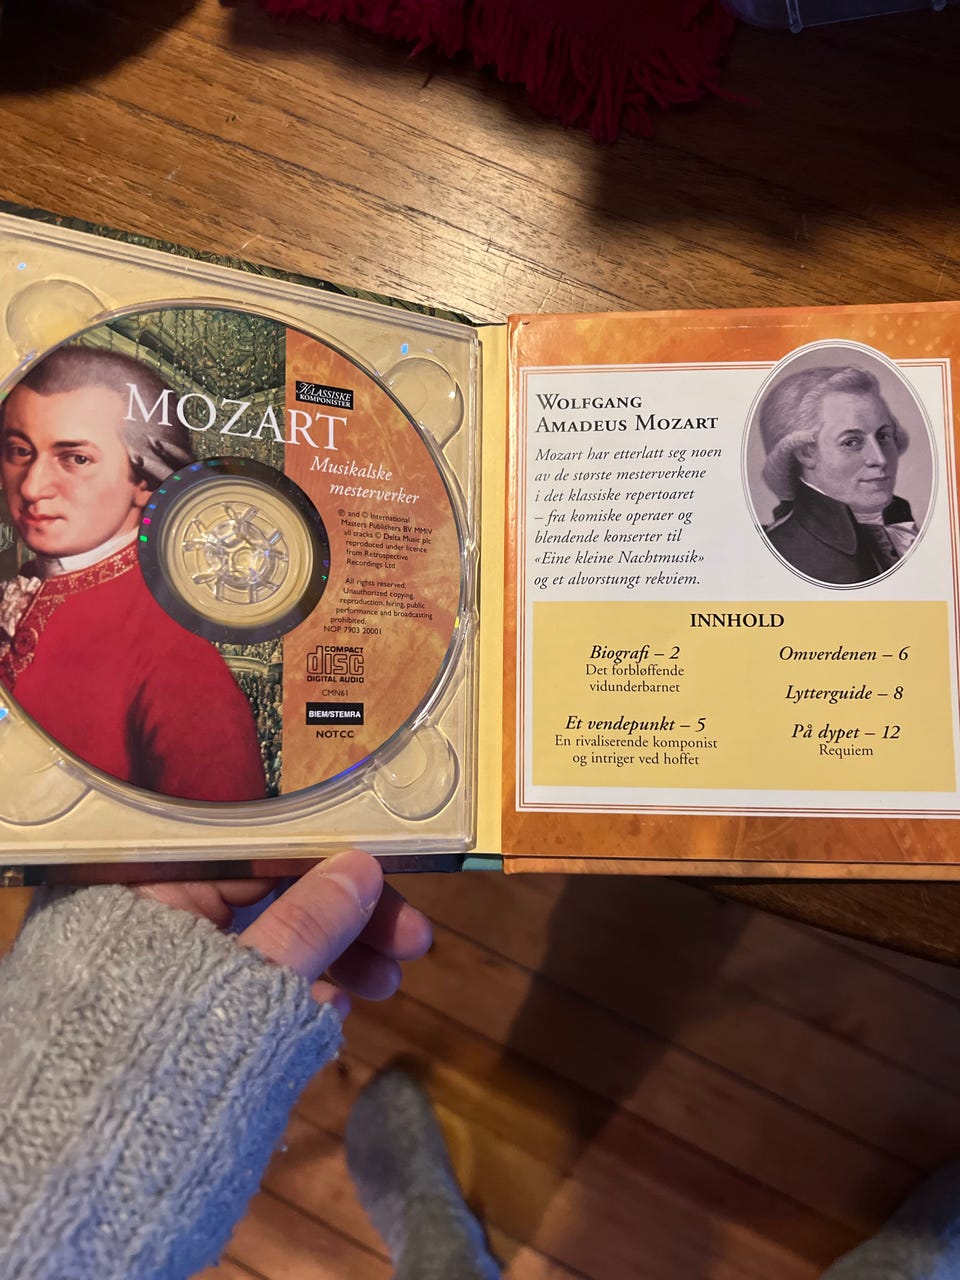 MOZART
KLASSISKE
KOMPONISTER
Musikalske
mesterverker
℗ and © International
Masters Publishers BV MMIV
all tracks © Delta Music plc
reproduced under licence
from Retrospective
Recordings Ltd
All rights reserved.
Unauthorized copying,
reproduction, hiring, public
performance and broadcasting
prohibited.
NOP 7903 20001
COMPACT
disc
DIGITAL AUDIO
CMN61
BIEM/STEMRA
NOTCC
WOLFGANG
AMADEUS MOZART
Mozart har etterlatt seg noen
av de største mesterverkene
i det klassiske repertoaret
– fra komiske operaer og
blendende konserter til
«Eine kleine Nachtmusik»
og et alvorstungt rekviem.
INNHOLD
Biografi – 2
Det forbløffende
vidunderbarnet
Et vendepunkt – 5
En rivaliserende komponist
og intriger ved hoffet
Omverdenen – 6
Lytterguide – 8
På dypet – 12
Requiem